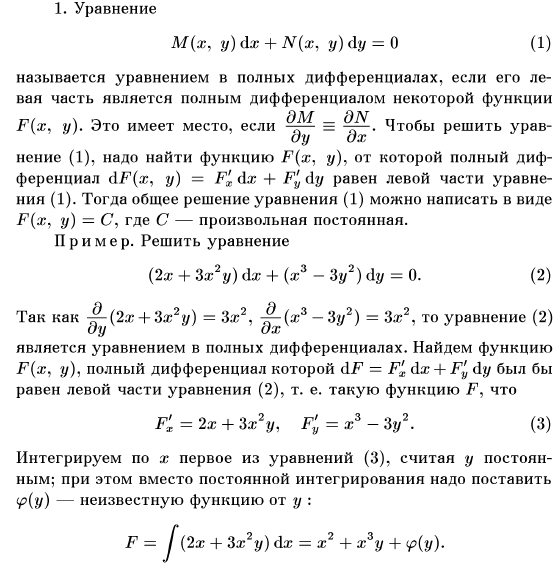 1. Уравнение
M(x, y) dx + N(x, y) dy = 0 (1)
называется уравнением в полных дифференциалах, если его ле-
вая часть является полным дифференциалом некоторой функции
F(x, y). Это имеет место, если ∂M/∂y ≡ ∂N/∂x. Чтобы решить урав-
нение (1), надо найти функцию F(x, y), от которой полный диф-
ференциал dF(x, y) = F′ₓ dx + F′_y dy равен левой части уравне-
ния (1). Тогда общее решение уравнения (1) можно написать в виде
F(x, y) = C, где C — произвольная постоянная.
Пример. Решить уравнение
(2x + 3x²y) dx + (x³ − 3y²) dy = 0. (2)
Так как ∂/∂y (2x + 3x²y) = 3x², ∂/∂x (x³ − 3y²) = 3x², то уравнение (2)
является уравнением в полных дифференциалах. Найдем функцию
F(x, y), полный дифференциал которой dF = F′ₓ dx + F′_y dy был бы
равен левой части уравнения (2), т. е. такую функцию F, что
F′ₓ = 2x + 3x²y, F′_y = x³ − 3y². (3)
Интегрируем по x первое из уравнений (3), считая y постоян-
ным; при этом вместо постоянной интегрирования надо поставить
φ(y) — неизвестную функцию от y :
F = ∫(2x + 3x²y) dx = x² + x³y + φ(y).